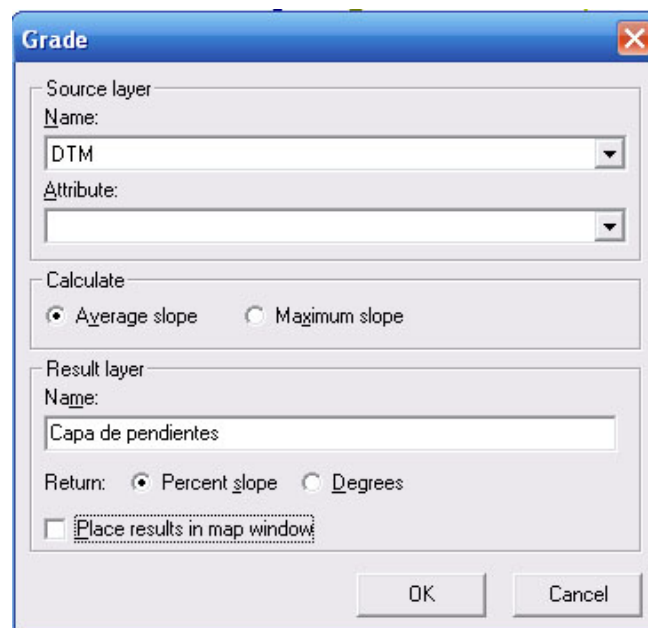 Grade
Source layer
Name:
DTM
Attribute:
Calculate
Average slope Maximum slope
Result layer
Name:
Capa de pendientes
Return: Percent slope Degrees
Place results in map window
OK Cancel